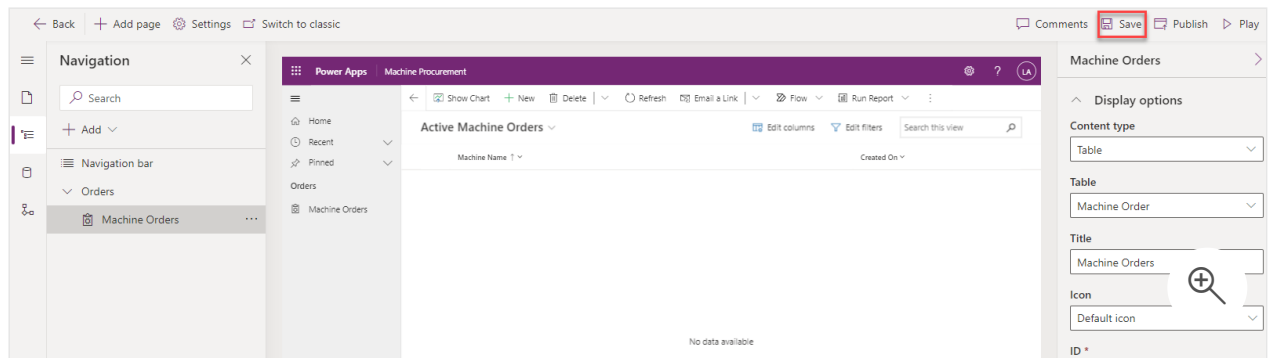 Back Add page Settings Switch to classic Comments Save Publish Play
Navigation
Search
Add
Navigation bar
Orders
Machine Orders
Power Apps Machine Procurement ? LA
Show Chart New Delete Refresh Email a Link Flow Run Report
Home
Recent
Pinned
Orders
Machine Orders
Active Machine Orders Edit columns Edit filters Search this view
Machine Name Created On
No data available
Machine Orders
Display options
Content type
Table
Table
Machine Order
Title
Machine Orders
Icon
Default icon
ID *